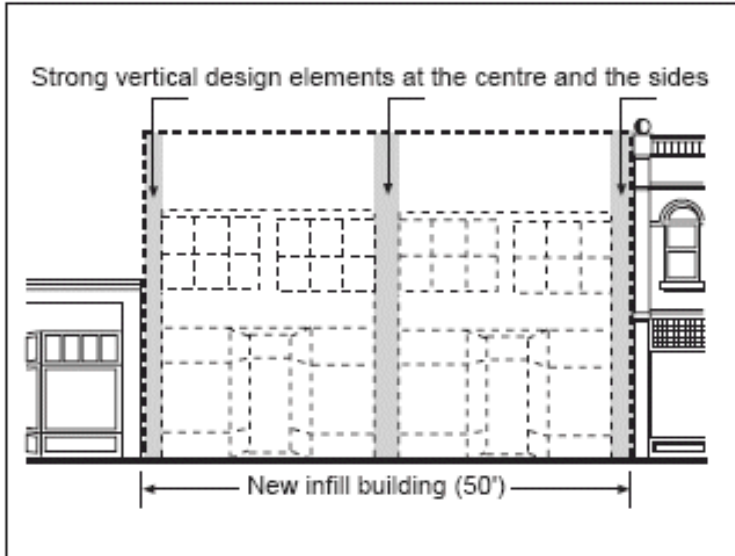 Strong vertical design elements at the centre and the sides
New infill building (50')